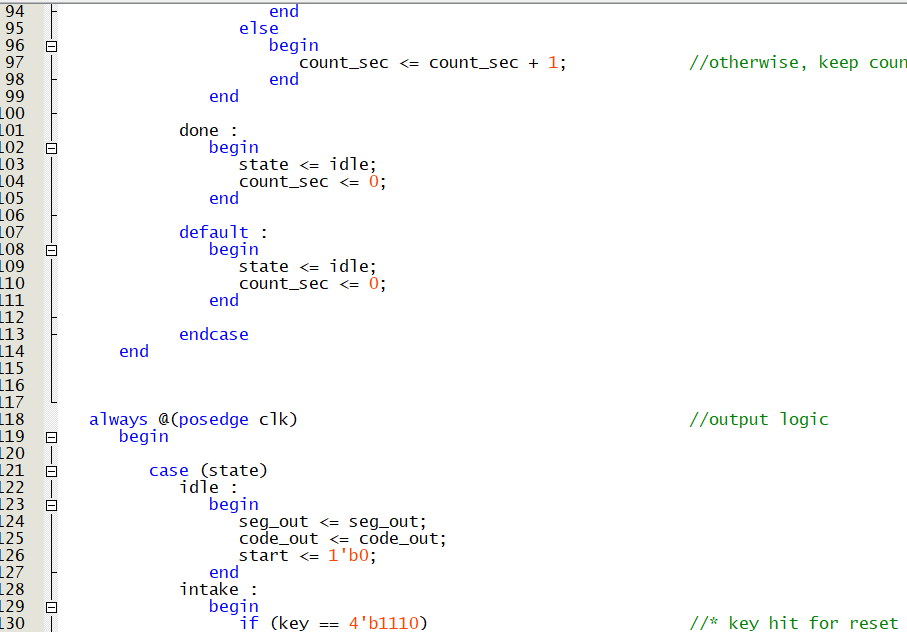 94 end
95 else
96 begin
97 count_sec <= count_sec + 1; //otherwise, keep coun
98 end
99 end
100
101 done :
102 begin
103 state <= idle;
104 count_sec <= 0;
105 end
106
107 default :
108 begin
109 state <= idle;
110 count_sec <= 0;
111 end
112
113 endcase
114 end
115
116
117
118 always @(posedge clk) //output logic
119 begin
120
121 case (state)
122 idle :
123 begin
124 seg_out <= seg_out;
125 code_out <= code_out;
126 start <= 1'b0;
127 end
128 intake :
129 begin
130 if (key == 4'b1110) //* key hit for reset